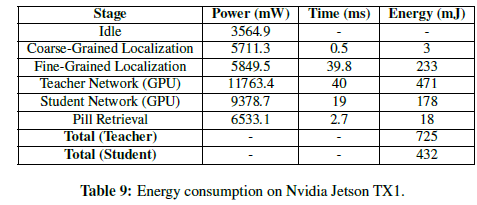 Stage Power (mW) Time (ms) Energy (mJ)
Idle 3564.9 - -
Coarse-Grained Localization 5711.3 0.5 3
Fine-Grained Localization 5849.5 39.8 233
Teacher Network (GPU) 11763.4 40 471
Student Network (GPU) 9378.7 19 178
Pill Retrieval 6533.1 2.7 18
Total (Teacher) - - 725
Total (Student) - - 432
Table 9: Energy consumption on Nvidia Jetson TX1.